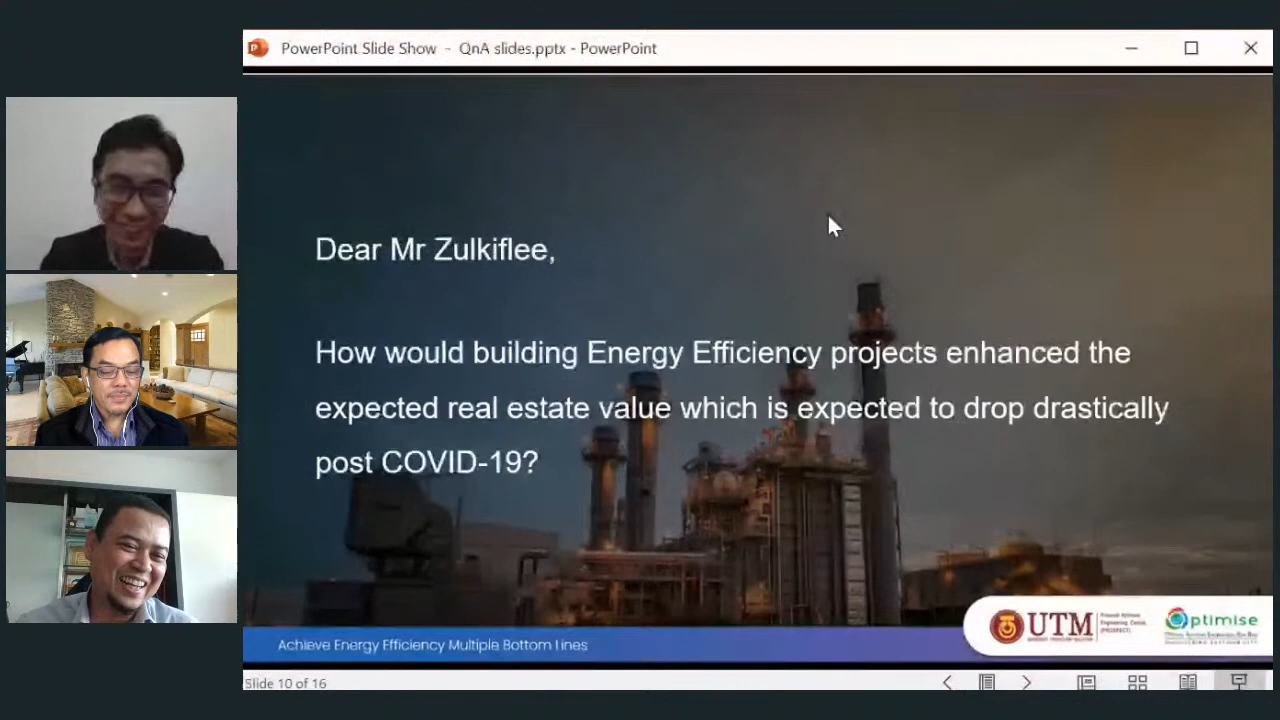 PowerPoint Slide Show - QnA slides.pptx - PowerPoint
Dear Mr Zulkiflee,
How would building Energy Efficiency projects enhanced the
expected real estate value which is expected to drop drastically
post COVID-19?
UTM
Optimise
Achieve Energy Efficiency Multiple Bottom Lines
Slide 10 of 16